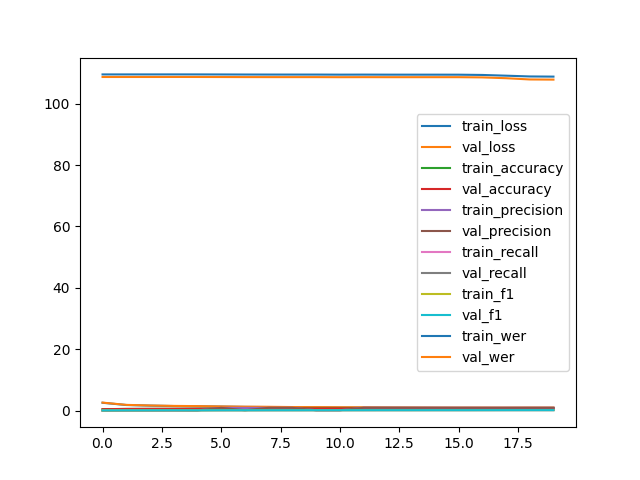 100
80
60
40
20
0
0.0 2.5 5.0 7.5 10.0 12.5 15.0 17.5
train_loss
val_loss
train_accuracy
val_accuracy
train_precision
val_precision
train_recall
val_recall
train_f1
val_f1
train_wer
val_wer